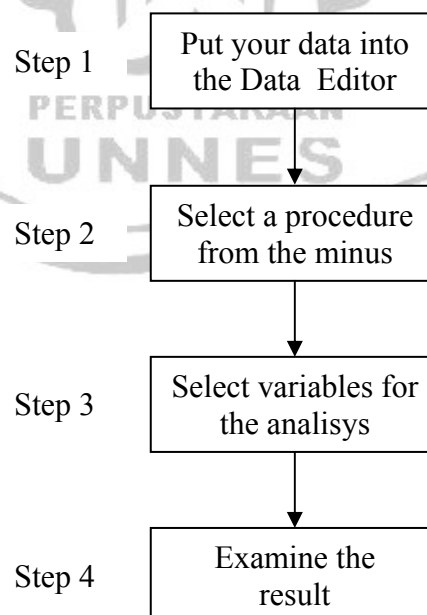 Step 1
Put your data into
the Data Editor
PERPUSTAKAAN
UNNES
Step 2
Select a procedure
from the minus
Step 3
Select variables for
the analisys
Step 4
Examine the
result